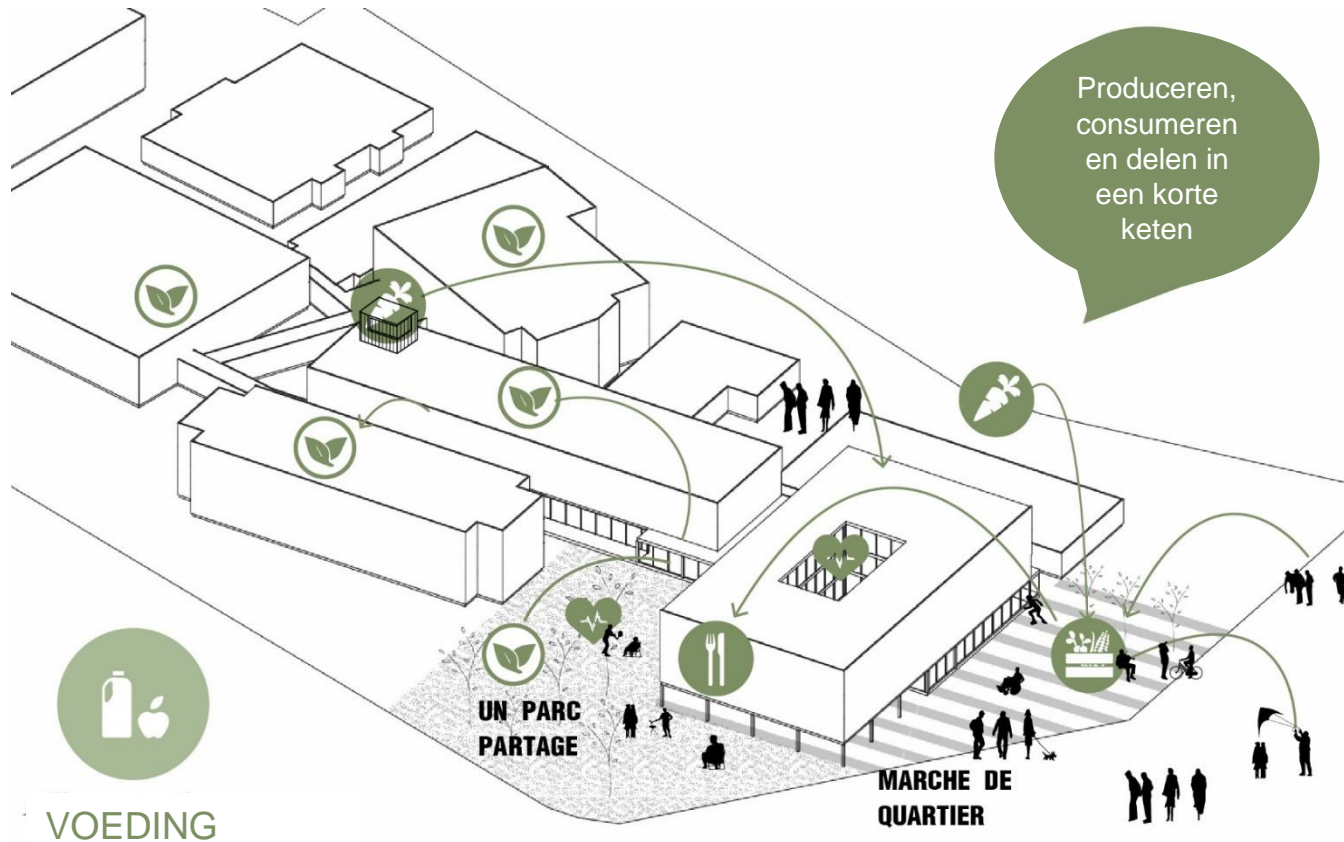 Produceren,
consumeren
en delen in
een korte
keten
UN PARC
PARTAGE
MARCHE DE
QUARTIER
VOEDING